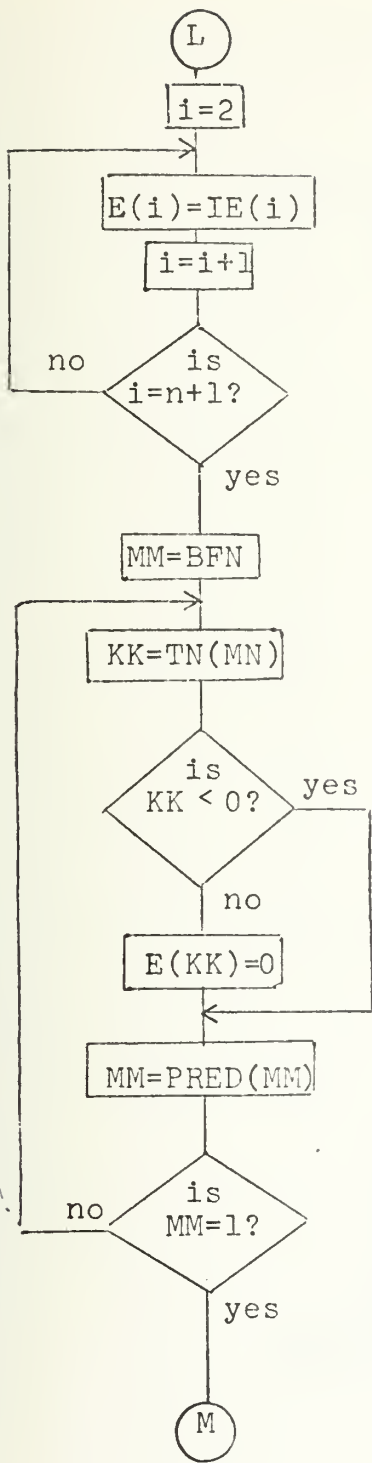 L
i=2
E(i)=IE(i)
i=i+1
no
is
i=n+1?
yes
MM=BFN
KK=TN(MN)
is
KK < 0?
yes
no
E(KK)=0
MM=PRED(MM)
no
is
MM=1?
yes
M